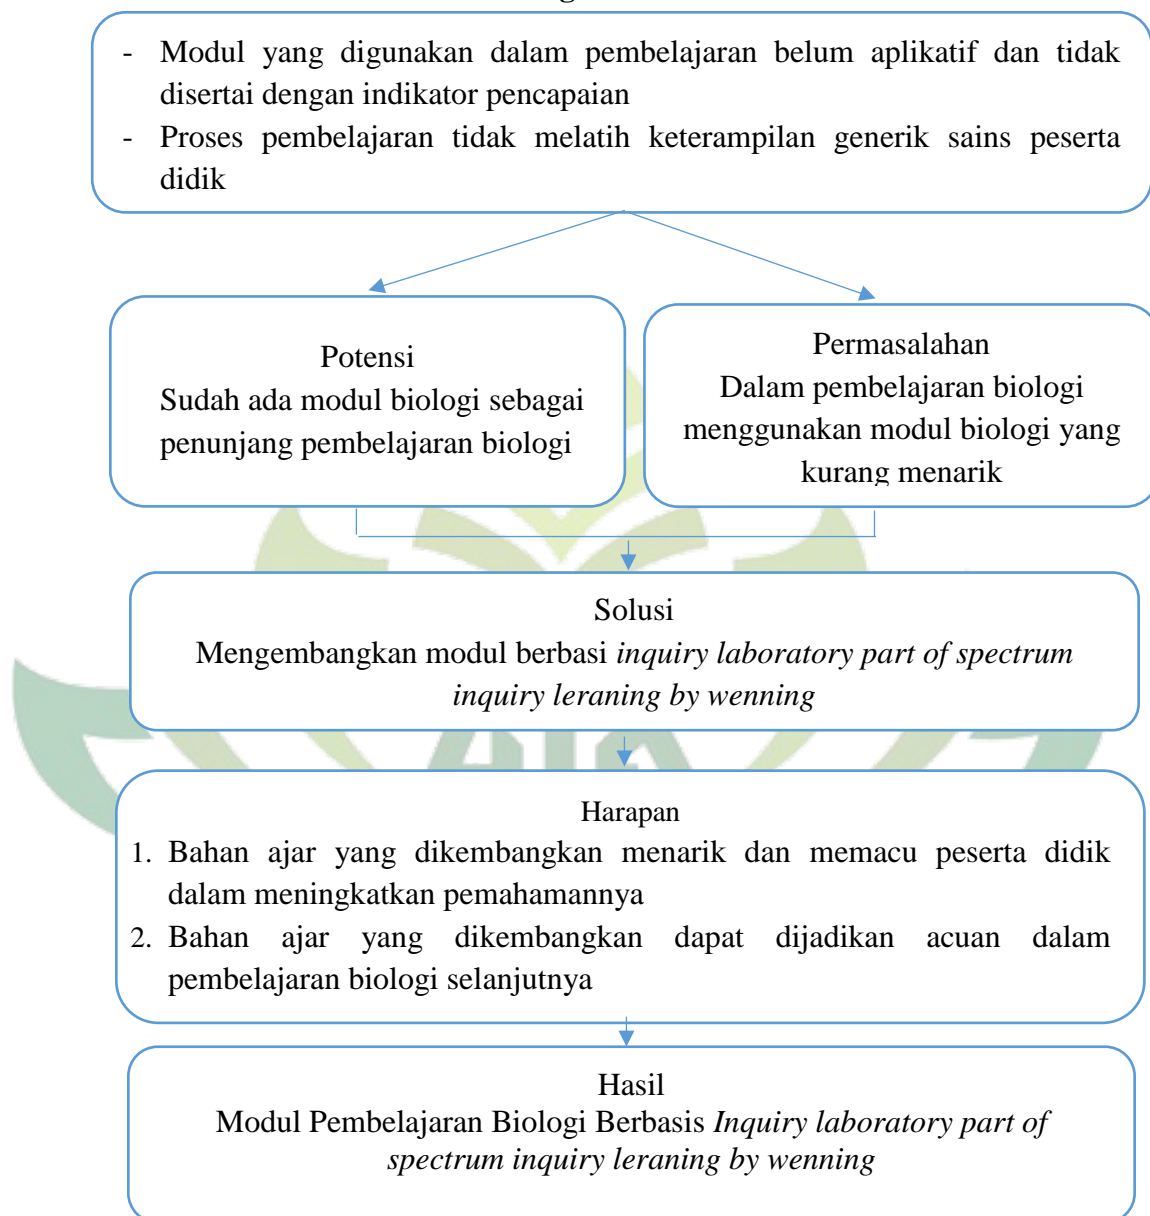 - Modul yang digunakan dalam pembelajaran belum aplikatif dan tidak
disertai dengan indikator pencapaian
- Proses pembelajaran tidak melatih keterampilan generik sains peserta
didik
Potensi
Sudah ada modul biologi sebagai
penunjang pembelajaran biologi
Permasalahan
Dalam pembelajaran biologi
menggunakan modul biologi yang
kurang menarik
Solusi
Mengembangkan modul berbasi inquiry laboratory part of spectrum
inquiry leraning by wenning
Harapan
1. Bahan ajar yang dikembangkan menarik dan memacu peserta didik
dalam meningkatkan pemahamannya
2. Bahan ajar yang dikembangkan dapat dijadikan acuan dalam
pembelajaran biologi selanjutnya
Hasil
Modul Pembelajaran Biologi Berbasis Inquiry laboratory part of
spectrum inquiry leraning by wenning